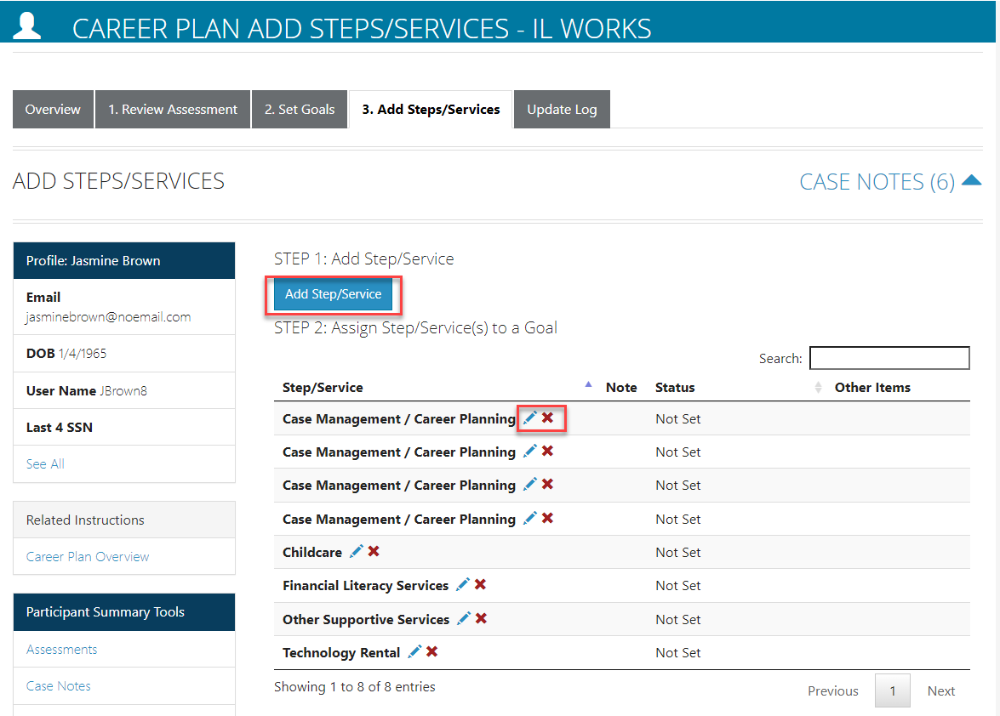 CAREER PLAN ADD STEPS/SERVICES - IL WORKS
Overview 1. Review Assessment 2. Set Goals 3. Add Steps/Services Update Log
ADD STEPS/SERVICES
CASE NOTES (6)
Profile: Jasmine Brown
Email
jasminebrown@noemail.com
DOB 1/4/1965
User Name JBrown8
Last 4 SSN
See All
Related Instructions
Career Plan Overview
Participant Summary Tools
Assessments
Case Notes
STEP 1: Add Step/Service
Add Step/Service
STEP 2: Assign Step/Service(s) to a Goal
Search:
Step/Service Note Status Other Items
Case Management / Career Planning Not Set
Case Management / Career Planning Not Set
Case Management / Career Planning Not Set
Case Management / Career Planning Not Set
Childcare Not Set
Financial Literacy Services Not Set
Other Supportive Services Not Set
Technology Rental Not Set
Showing 1 to 8 of 8 entries
Previous 1 Next